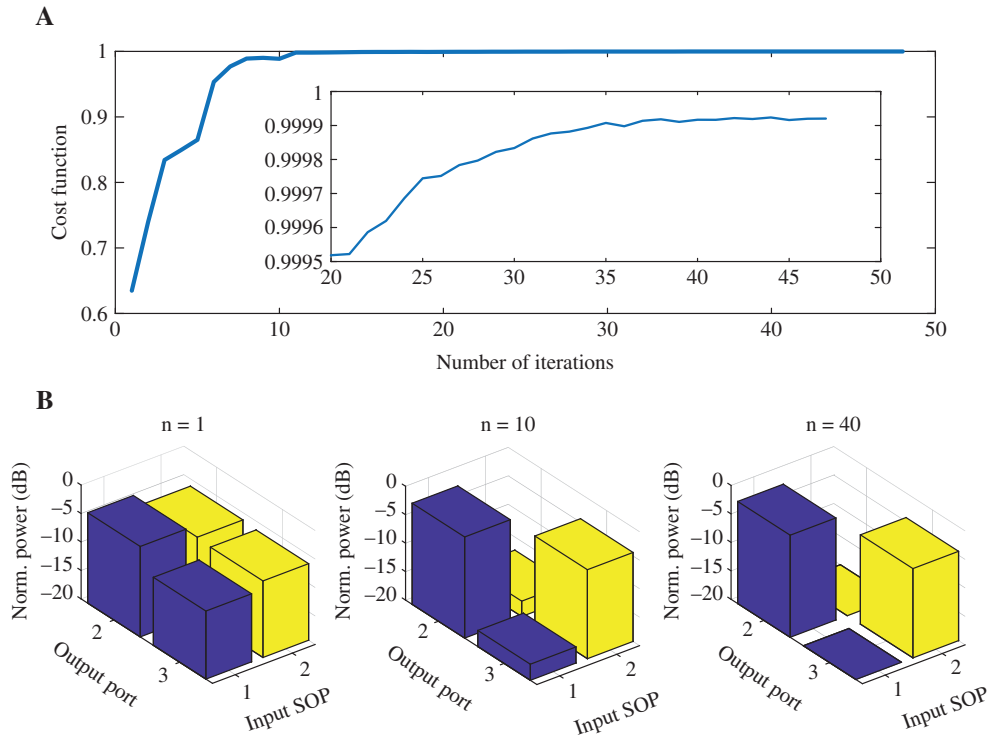 A
Cost function
1
0.9
0.8
0.7
0.6
0 10 20 30 40 50
Number of iterations
1
0.9999
0.9998
0.9997
0.9996
0.9995
20 25 30 35 40 45 50
B
n = 1
Norm. power (dB)
0
−5
−10
−15
−20
2
3
Output port
1
2
Input SOP
n = 10
Norm. power (dB)
0
−5
−10
−15
−20
2
3
Output port
1
2
Input SOP
n = 40
Norm. power (dB)
0
−5
−10
−15
−20
2
3
Output port
1
2
Input SOP